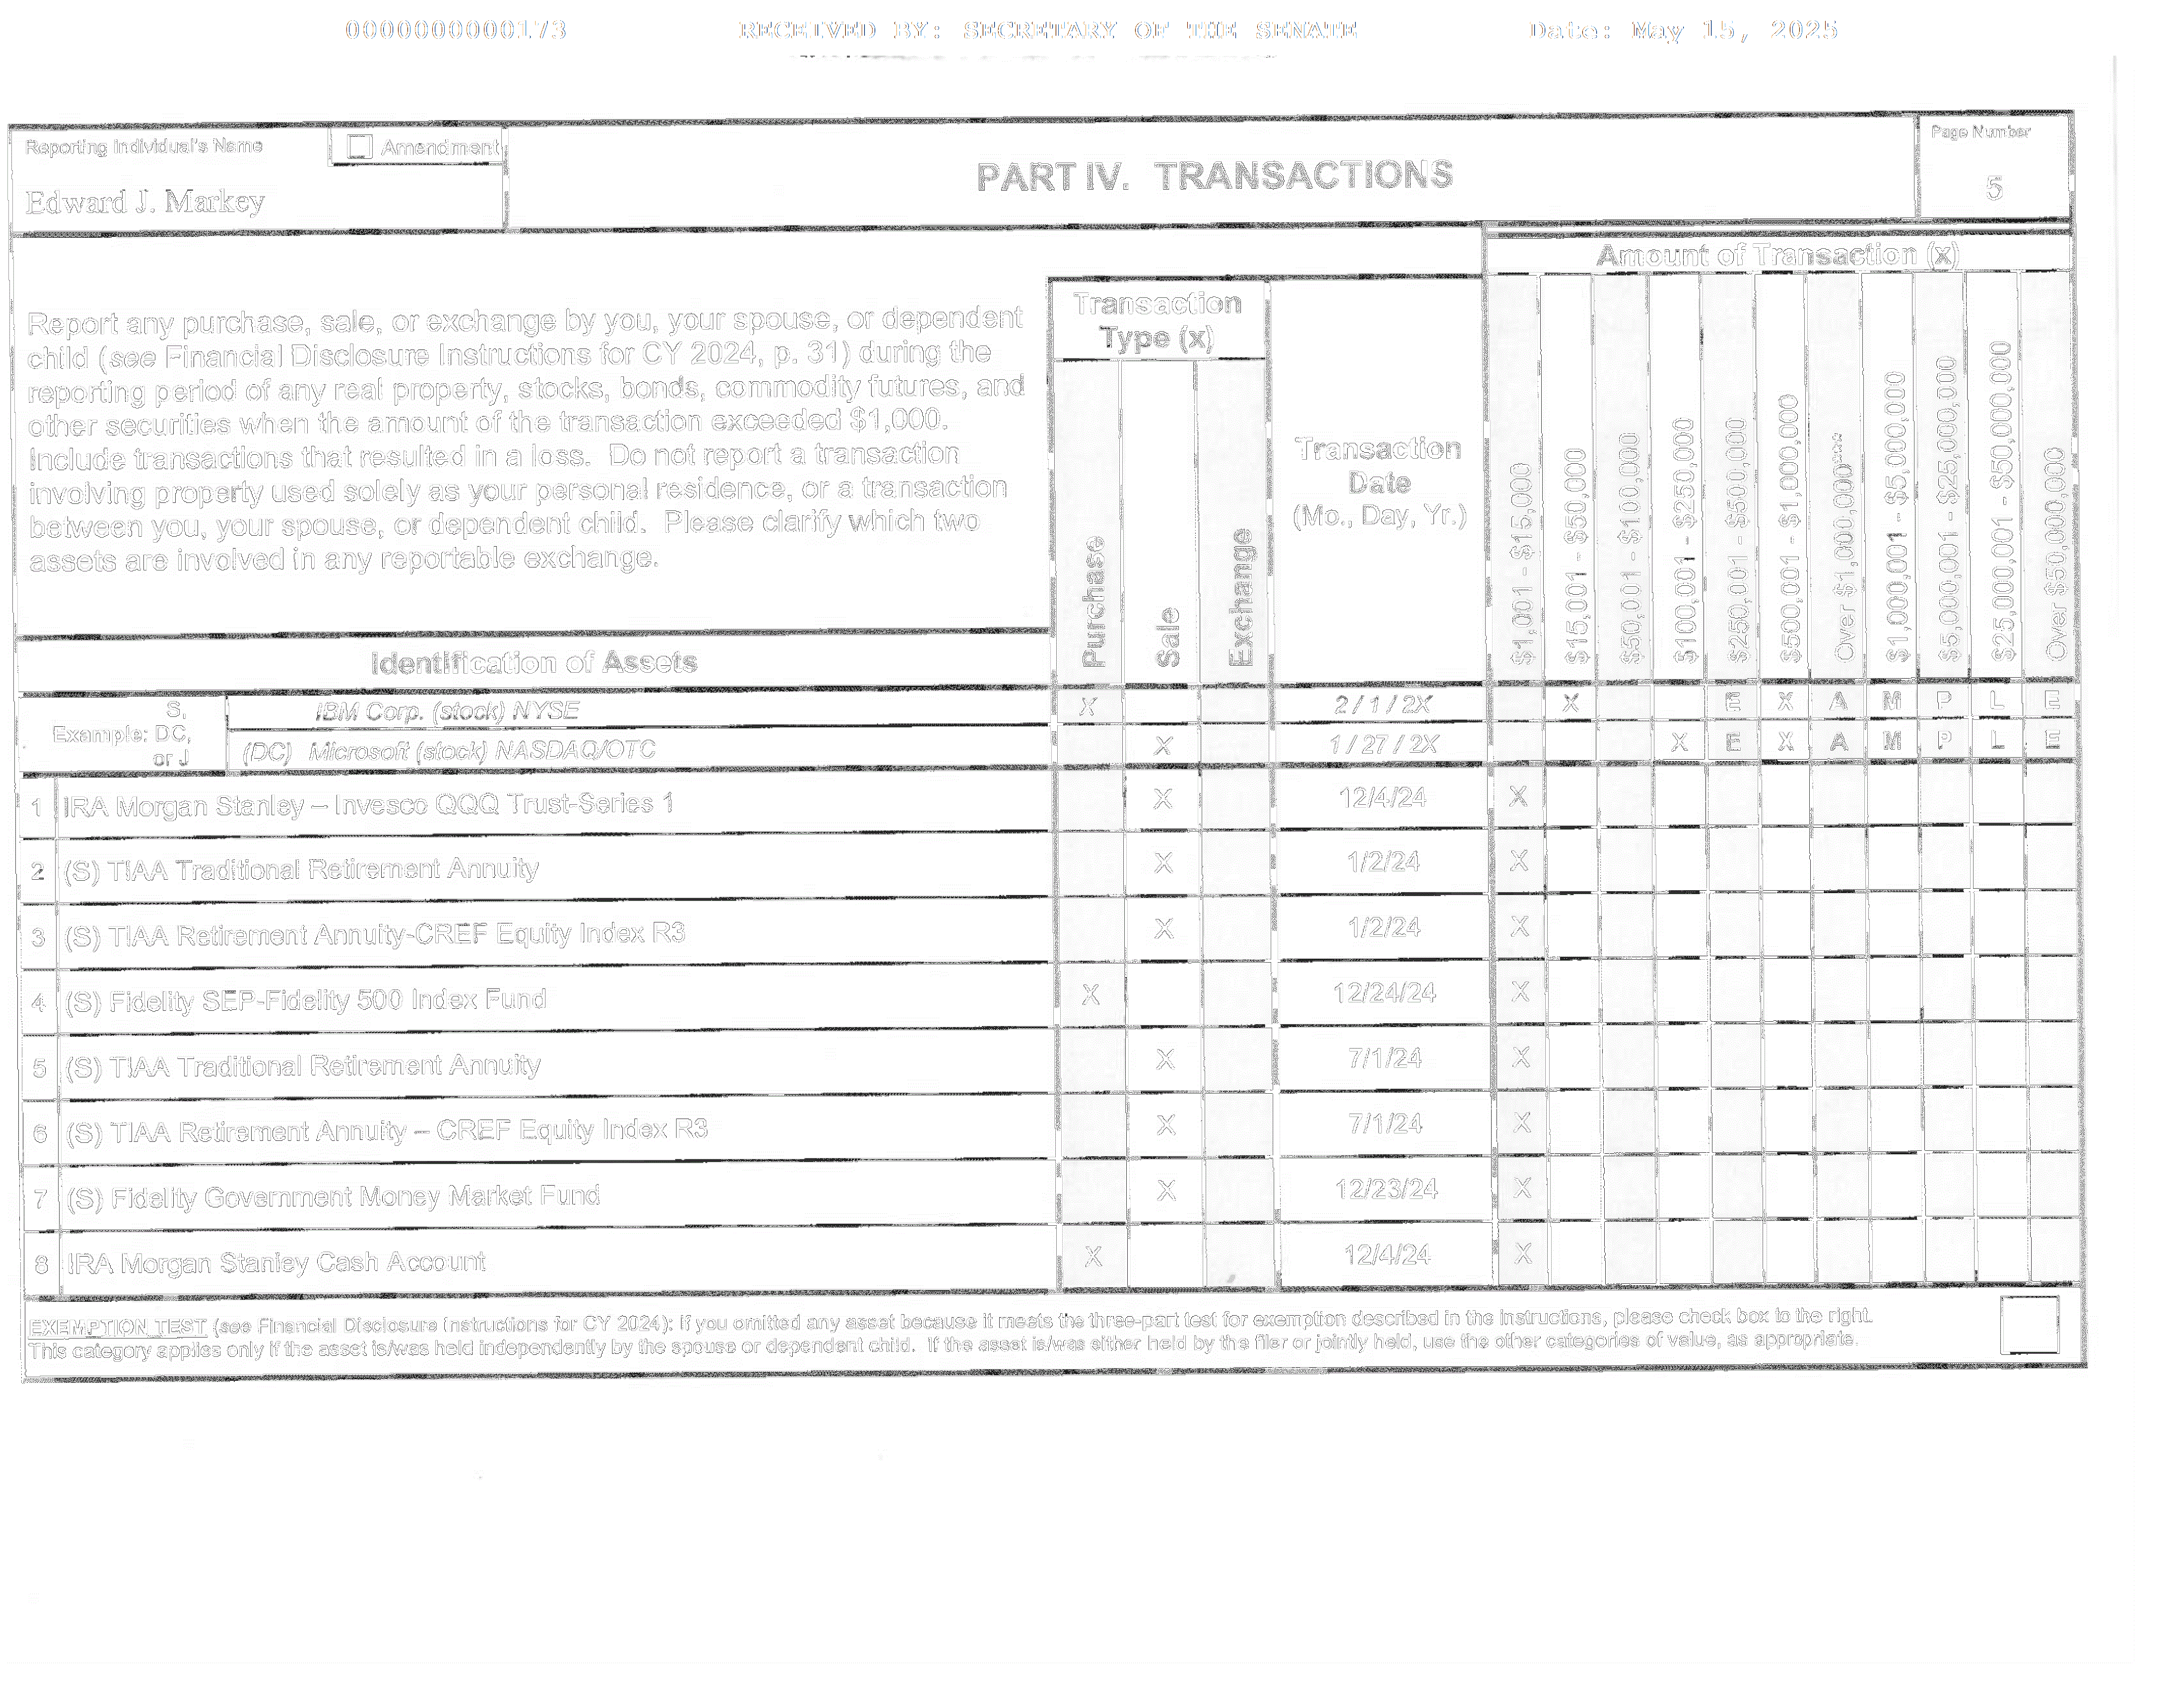 0000000000173 RECEIVED BY: SECRETARY OF THE SENATE Date: May 15, 2025
Reporting Individual's Name
Amendment
Edward J. Markey
PART IV. TRANSACTIONS
Page Number
5
Amount of Transaction (x)
Report any purchase, sale, or exchange by you, your spouse, or dependent
child (see Financial Disclosure Instructions for CY 2024, p. 31) during the
reporting period of any real property, stocks, bonds, commodity futures, and
other securities when the amount of the transaction exceeded $1,000.
Include transactions that resulted in a loss. Do not report a transaction
involving property used solely as your personal residence, or a transaction
between you, your spouse, or dependent child. Please clarify which two
assets are involved in any reportable exchange.
Transaction
Type (x)
Purchase
Sale
Exchange
Transaction
Date
(Mo., Day, Yr.)
$1,001 - $15,000
$15,001 - $50,000
$50,001 - $100,000
$100,001 - $250,000
$250,001 - $500,000
$500,001 - $1,000,000
Over $1,000,000***
$1,000,001 - $5,000,000
$5,000,001 - $25,000,000
$25,000,001 - $50,000,000
Over $50,000,000
Identification of Assets
Example:
S,
DC,
or J
IBM Corp. (stock) NYSE X 2 / 1 / 2X X E X A M P L E
(DC) Microsoft (stock) NASDAQ/OTC X 1 / 27 / 2X X E X A M P L E
1 IRA Morgan Stanley – Invesco QQQ Trust-Series 1 X 12/4/24 X
2 (S) TIAA Traditional Retirement Annuity X 1/2/24 X
3 (S) TIAA Retirement Annuity-CREF Equity Index R3 X 1/2/24 X
4 (S) Fidelity SEP-Fidelity 500 Index Fund X 12/24/24 X
5 (S) TIAA Traditional Retirement Annuity X 7/1/24 X
6 (S) TIAA Retirement Annuity – CREF Equity Index R3 X 7/1/24 X
7 (S) Fidelity Government Money Market Fund X 12/23/24 X
8 IRA Morgan Stanley Cash Account X 12/4/24 X
EXEMPTION TEST (see Financial Disclosure Instructions for CY 2024): If you omitted any asset because it meets the three-part test for exemption described in the instructions, please check box to the right.
This category applies only if the asset is/was held independently by the spouse or dependent child. If the asset is/was either held by the filer or jointly held, use the other categories of value, as appropriate.